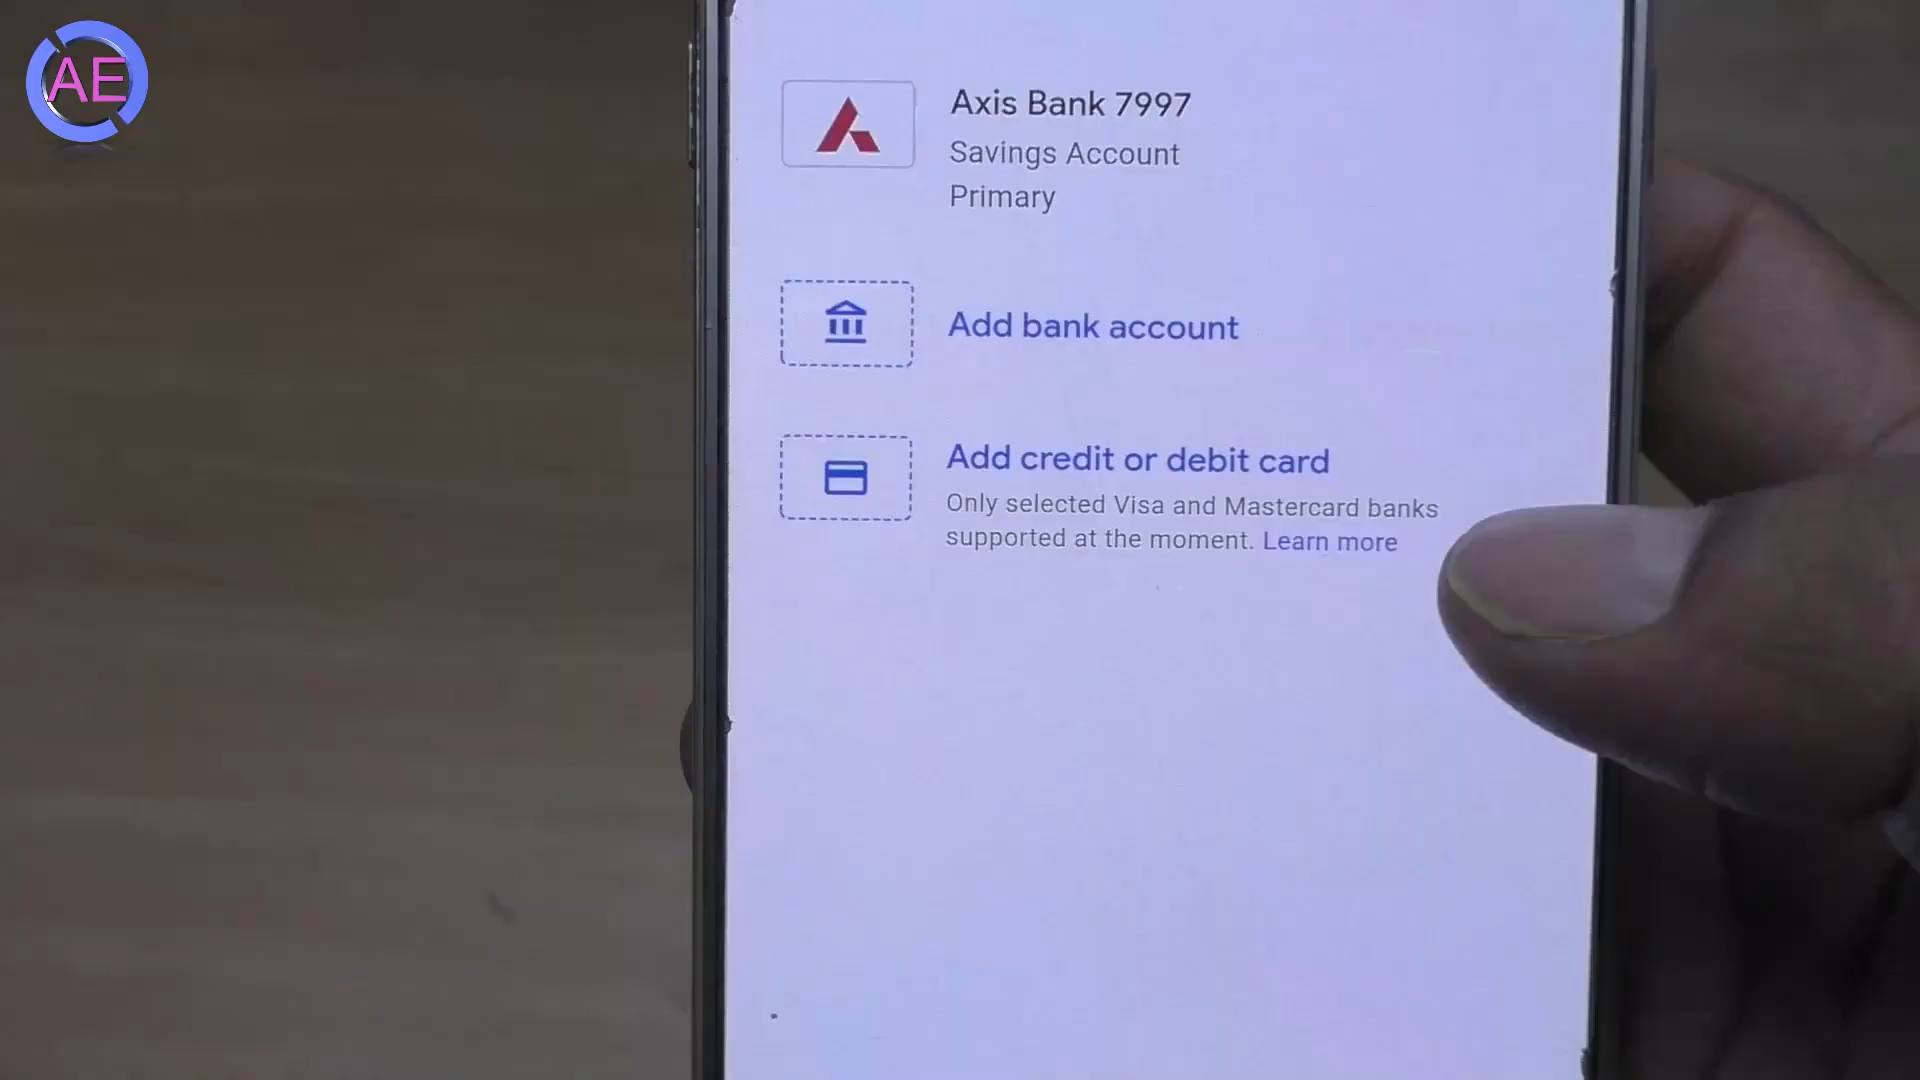 AE
Axis Bank 7997
Savings Account
Primary
Add bank account
Add credit or debit card
Only selected Visa and Mastercard banks
supported at the moment. Learn more